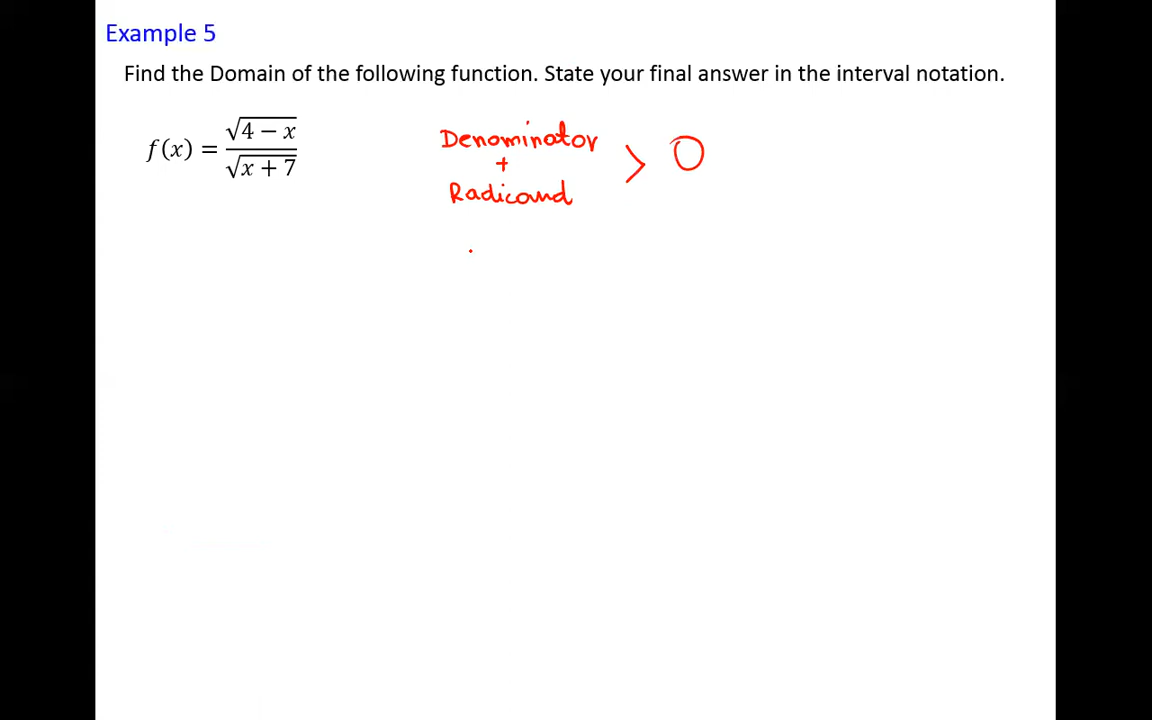 Example 5
Find the Domain of the following function. State your final answer in the interval notation.
f(x) = √(4 − x) / √(x + 7)
Denominator
+
Radicand
> 0